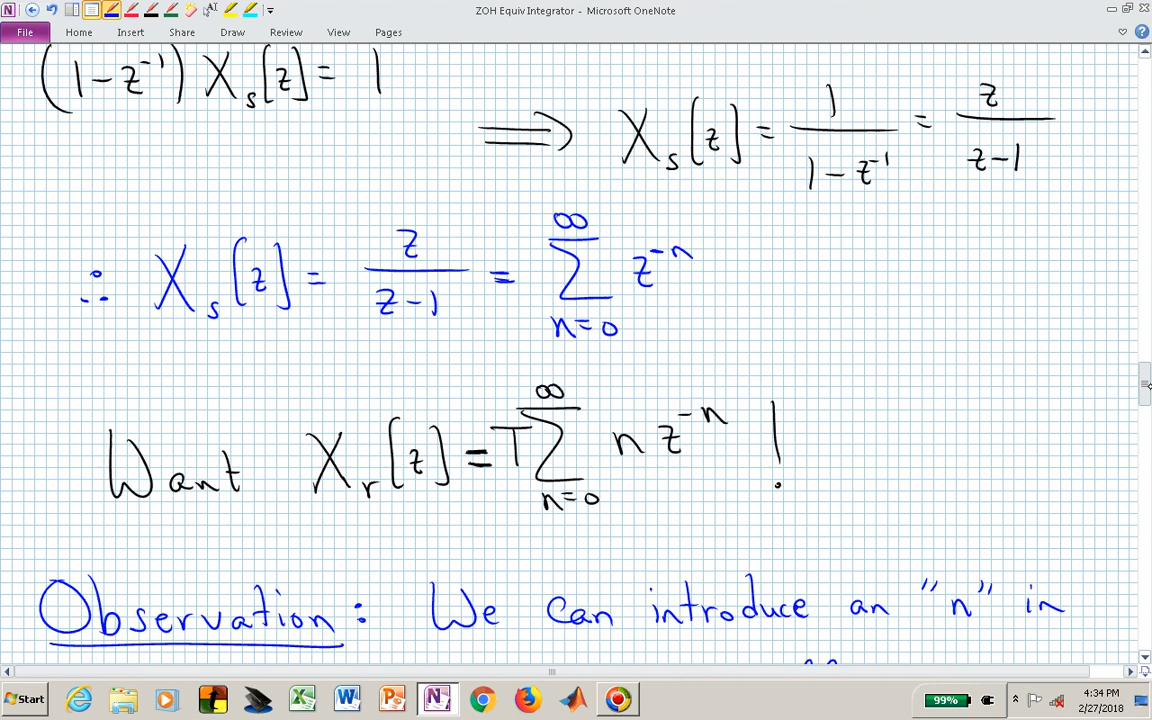 ZOH Equiv Integrator - Microsoft OneNote
File Home Insert Share Draw Review View Pages
(1 - z⁻¹) Xₛ[z] = 1
⟹ Xₛ[z] = 1/(1 - z⁻¹) = z/(z - 1)
∴ Xₛ[z] = z/(z - 1) = ∑_{n=0}^{∞} z⁻ⁿ
Want Xᵣ[z] = T ∑_{n=0}^{∞} n z⁻ⁿ !
Observation: We can introduce an "n" in
Start 99% 4:34 PM
2/27/2018